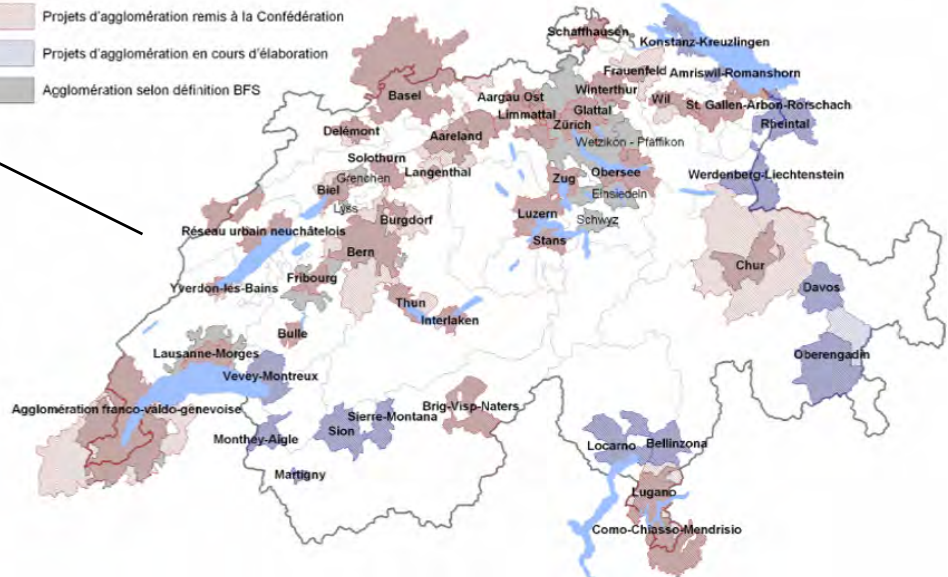 Projets d'agglomération remis à la Confédération
Projets d'agglomération en cours d'élaboration
Agglomération selon définition BFS
Schaffhausen
Konstanz-Kreuzlingen
Frauenfeld
Amriswil-Romanshorn
Basel
Aargau Ost
Winterthur
Wil
St. Gallen-Arbon-Rorschach
Limmattal
Glattal
Rheintal
Delémont
Aareland
Zürich
Wetzikon - Pfäffikon
Solothurn
Langenthal
Grenchen
Zug
Obersee
Werdenberg-Liechtenstein
Biel
Einsiedeln
Lyss
Burgdorf
Luzern
Schwyz
Réseau urbain neuchâtelois
Bern
Stans
Chur
Yverdon-les-Bains
Fribourg
Davos
Thun
Interlaken
Bulle
Lausanne-Morges
Oberengadin
Vevey-Montreux
Agglomération franco-valdo-genevoise
Sierre-Montana
Brig-Visp-Naters
Sion
Monthey-Aigle
Locarno
Bellinzona
Martigny
Lugano
Como-Chiasso-Mendrisio